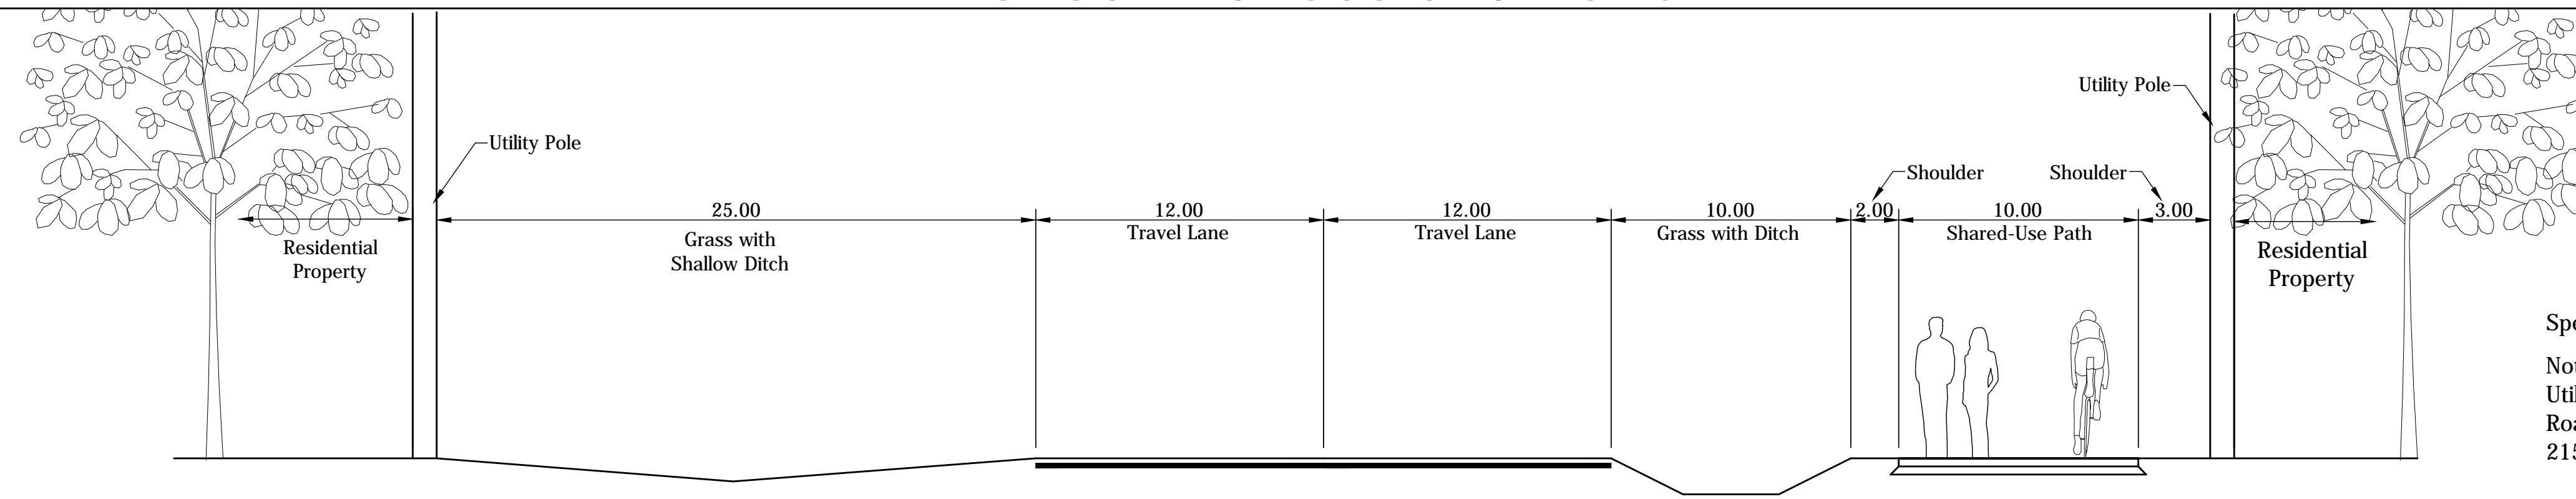 Utility Pole
Utility Pole
Shoulder
Shoulder
25.00
12.00
12.00
10.00
2.00
10.00
3.00
Grass with
Shallow Ditch
Travel Lane
Travel Lane
Grass with Ditch
Shared-Use Path
Residential
Property
Residential
Property